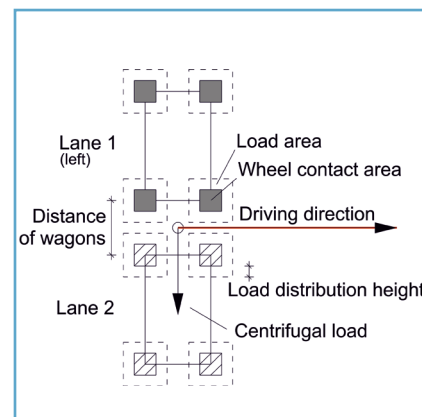 Lane 1
(left)
Load area
Wheel contact area
Distance
of wagons
Driving direction
Load distribution height
Lane 2
Centrifugal load